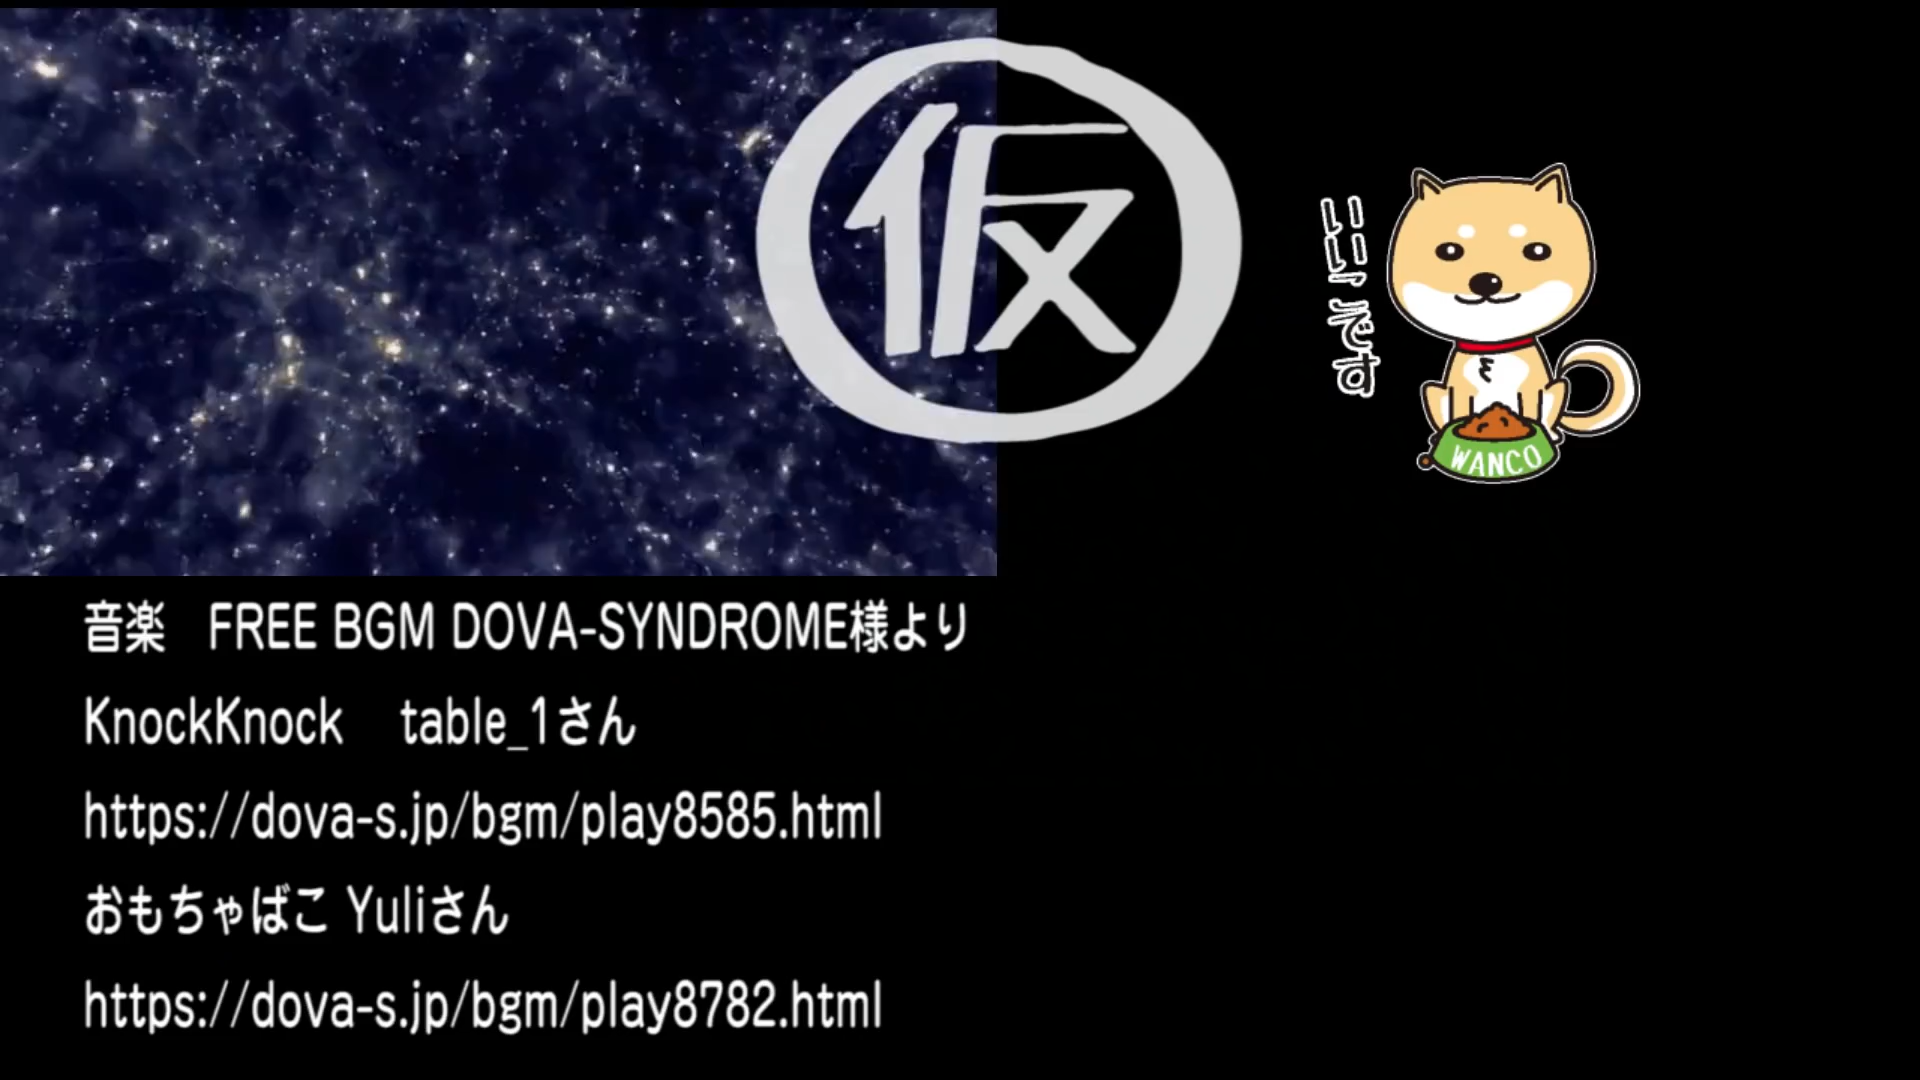 仮
いいこです
WANCO
音楽　FREE BGM DOVA-SYNDROME様より
KnockKnock　table_1さん
https://dova-s.jp/bgm/play8585.html
おもちゃばこ Yuliさん
https://dova-s.jp/bgm/play8782.html